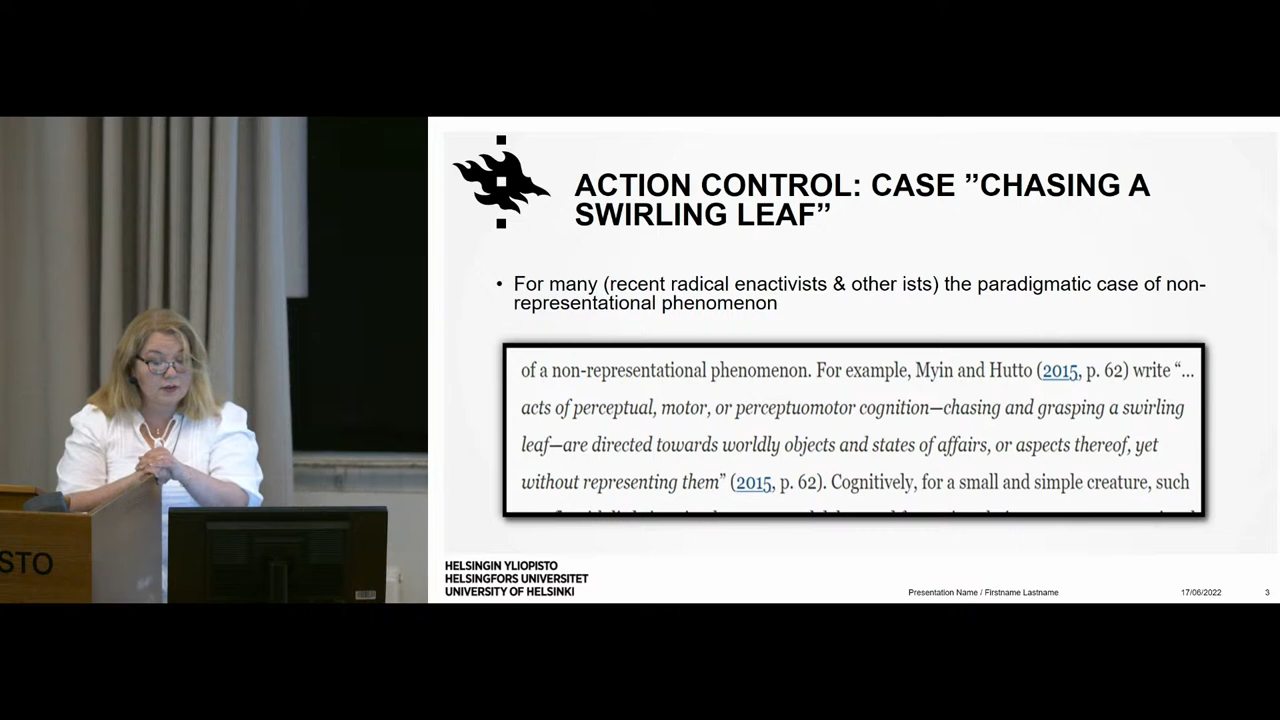 ACTION CONTROL: CASE ”CHASING A
SWIRLING LEAF”
• For many (recent radical enactivists & other ists) the paradigmatic case of non-
representational phenomenon
of a non-representational phenomenon. For example, Myin and Hutto (2015, p. 62) write “...
acts of perceptual, motor, or perceptuomotor cognition—chasing and grasping a swirling
leaf—are directed towards worldly objects and states of affairs, or aspects thereof, yet
without representing them” (2015, p. 62). Cognitively, for a small and simple creature, such
STO
HELSINGIN YLIOPISTO
HELSINGFORS UNIVERSITET
UNIVERSITY OF HELSINKI
Presentation Name / Firstname Lastname
17/06/2022
3